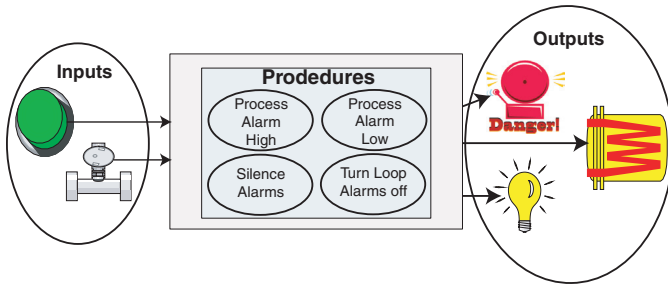 Inputs
Prodedures
Process
Alarm
High
Process
Alarm
Low
Silence
Alarms
Turn Loop
Alarms off
Outputs
Danger!